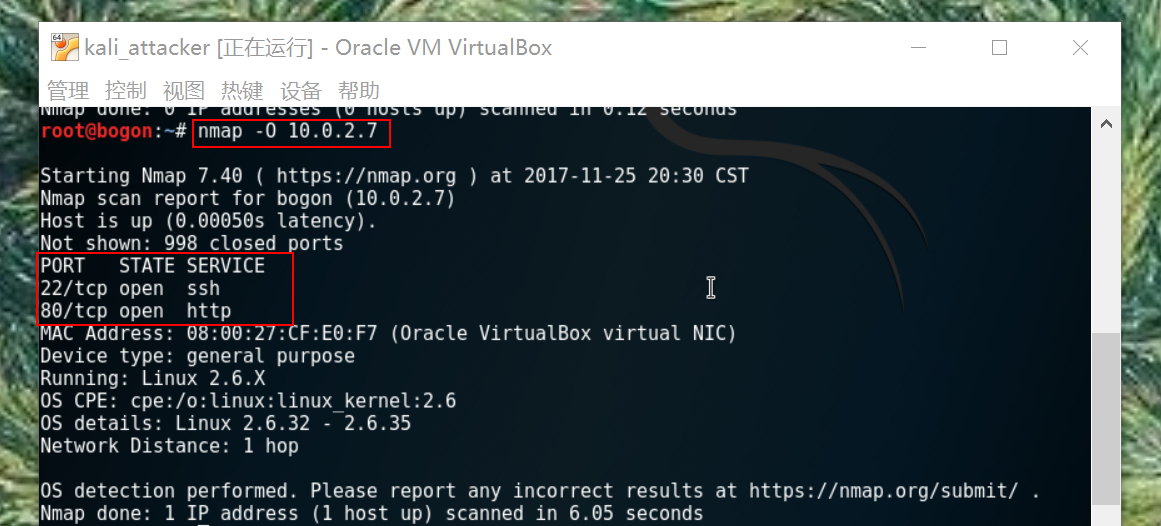 64
kali_attacker [正在运行] - Oracle VM VirtualBox
管理 控制 视图 热键 设备 帮助
Nmap done: 0 IP addresses (0 hosts up) scanned in 0.12 seconds
root@bogon:~# nmap -O 10.0.2.7
Starting Nmap 7.40 ( https://nmap.org ) at 2017-11-25 20:30 CST
Nmap scan report for bogon (10.0.2.7)
Host is up (0.00050s latency).
Not shown: 998 closed ports
PORT   STATE SERVICE
22/tcp open  ssh
80/tcp open  http
MAC Address: 08:00:27:CF:E0:F7 (Oracle VirtualBox virtual NIC)
Device type: general purpose
Running: Linux 2.6.X
OS CPE: cpe:/o:linux:linux_kernel:2.6
OS details: Linux 2.6.32 - 2.6.35
Network Distance: 1 hop
OS detection performed. Please report any incorrect results at https://nmap.org/submit/ .
Nmap done: 1 IP address (1 host up) scanned in 6.05 seconds